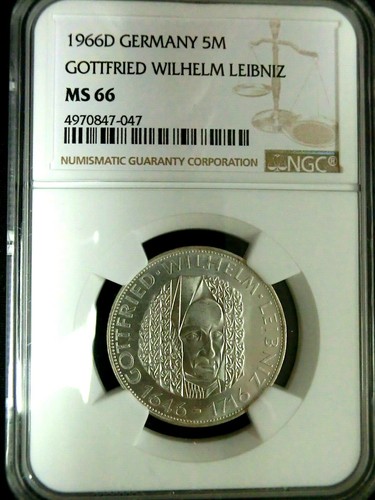 1966D GERMANY 5M
GOTTFRIED WILHELM LEIBNIZ
MS 66
4970847-047
NUMISMATIC GUARANTY CORPORATION
NGC®
GOTTFRIED · WILHELM · LEIBNIZ
1646 · 1716